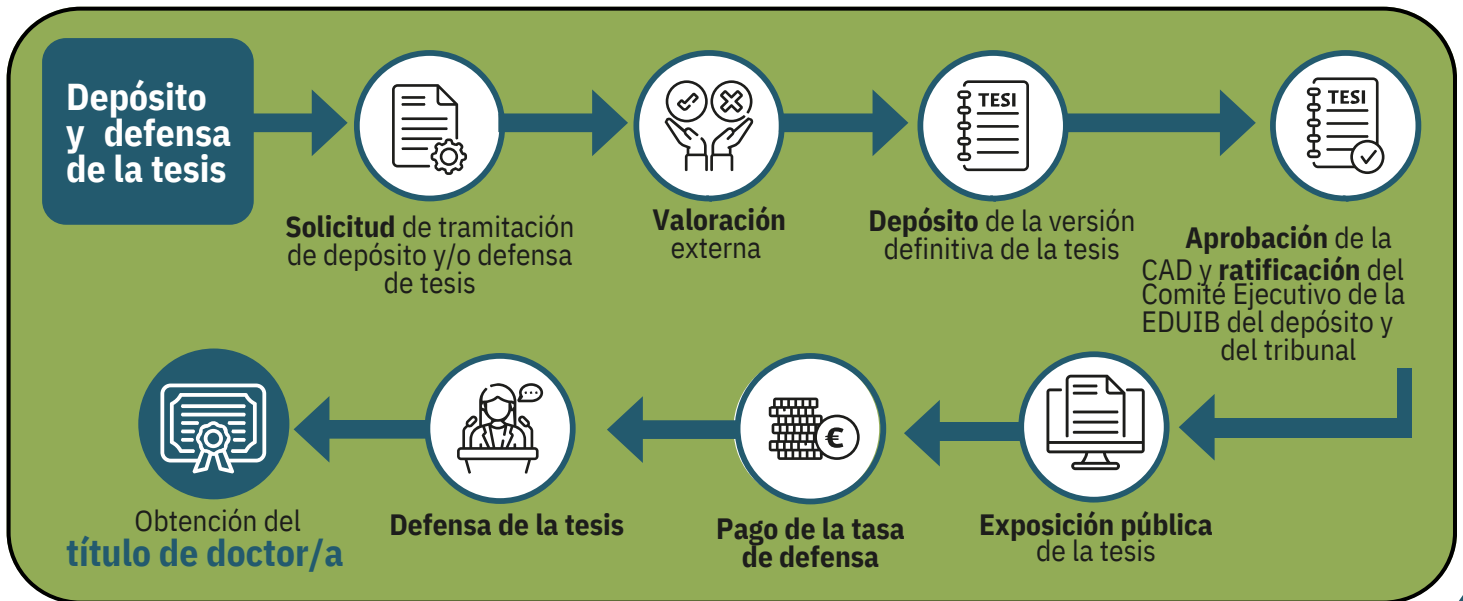 Depósito
y defensa
de la tesis
TESI
TESI
Solicitud de tramitación
de depósito y/o defensa
de tesis
Valoración
externa
Depósito de la versión
definitiva de la tesis
Aprobación de la
CAD y ratificación del
Comité Ejecutivo de la
EDUIB del depósito y
del tribunal
€
Obtención del
título de doctor/a
Defensa de la tesis
Pago de la tasa
de defensa
Exposición pública
de la tesis